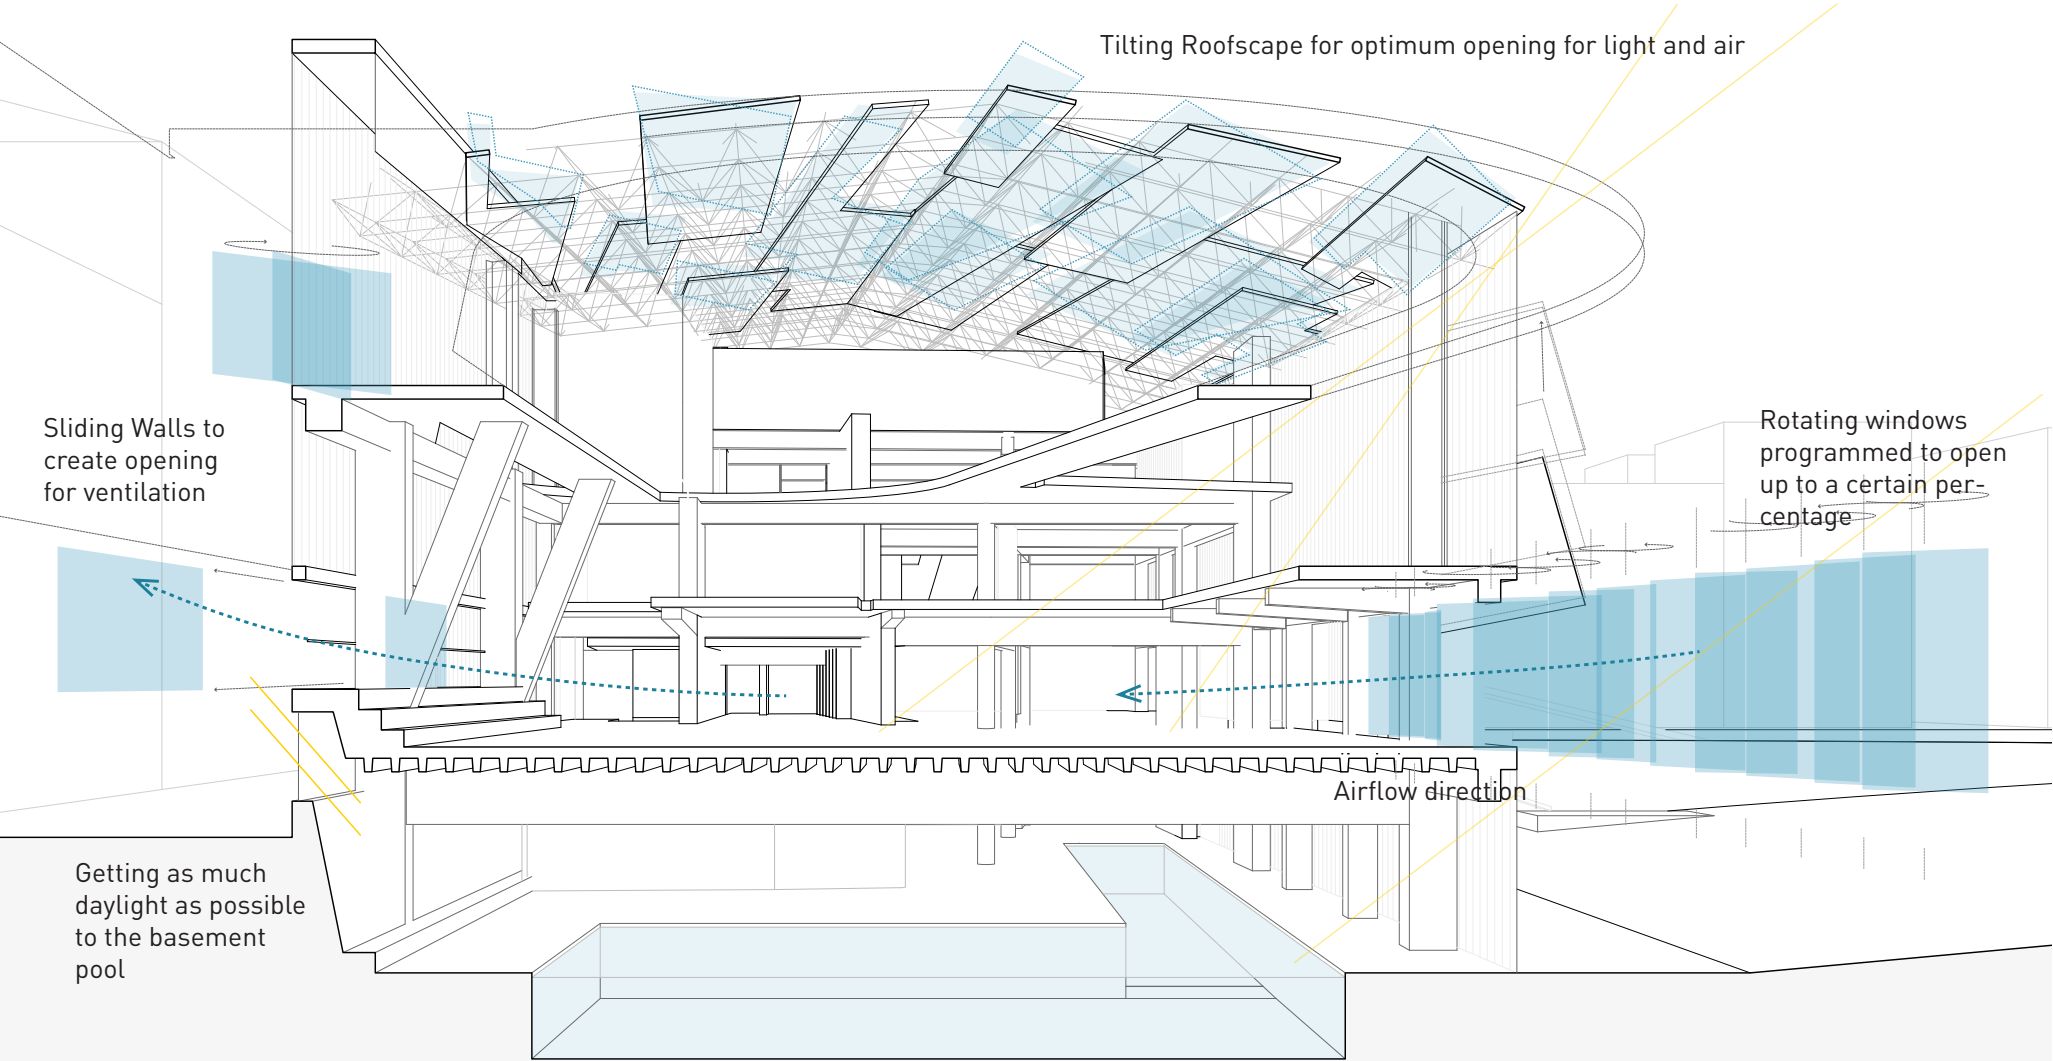 Tilting Roofscape for optimum opening for light and air
Sliding Walls to
create opening
for ventilation
Rotating windows
programmed to open
up to a certain per-
centage
Airflow direction
Getting as much
daylight as possible
to the basement
pool